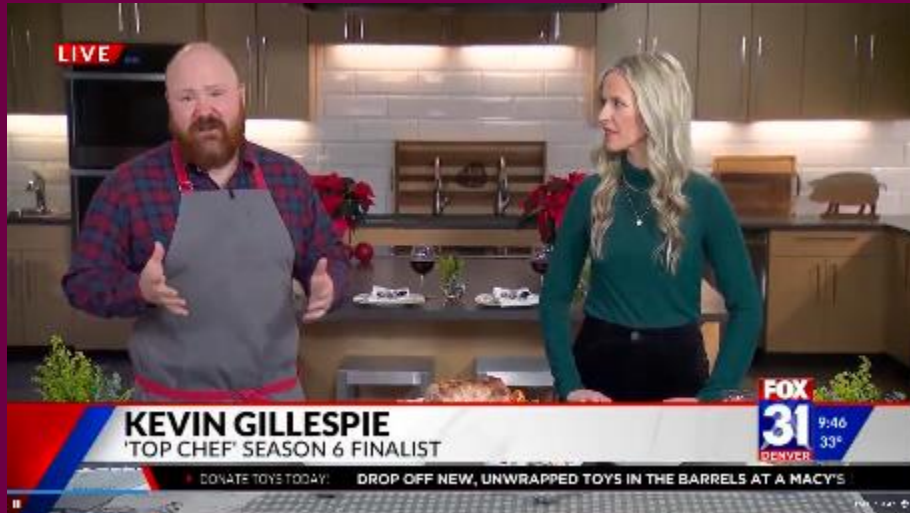 LIVE
KEVIN GILLESPIE
'TOP CHEF' SEASON 6 FINALIST
FOX
31
DENVER
9:46
33°
DONATE TOYS TODAY:
DROP OFF NEW, UNWRAPPED TOYS IN THE BARRELS AT A MACY'S